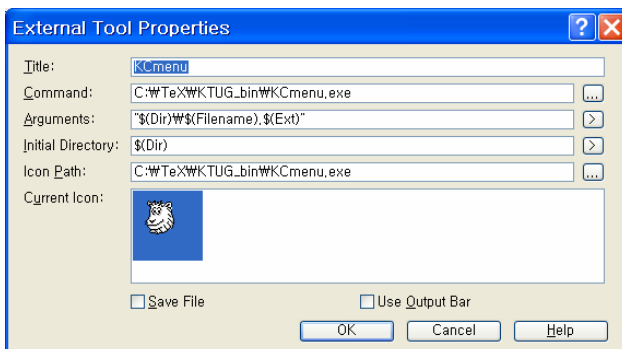 External Tool Properties
Title: KCmenu
Command: C:₩TeX₩KTUG_bin₩KCmenu,exe ...
Arguments: "$(Dir)₩$(Filename),$(Ext)" >
Initial Directory: $(Dir) >
Icon Path: C:₩TeX₩KTUG_bin₩KCmenu,exe ...
Current Icon:
Save File Use Output Bar
OK Cancel Help